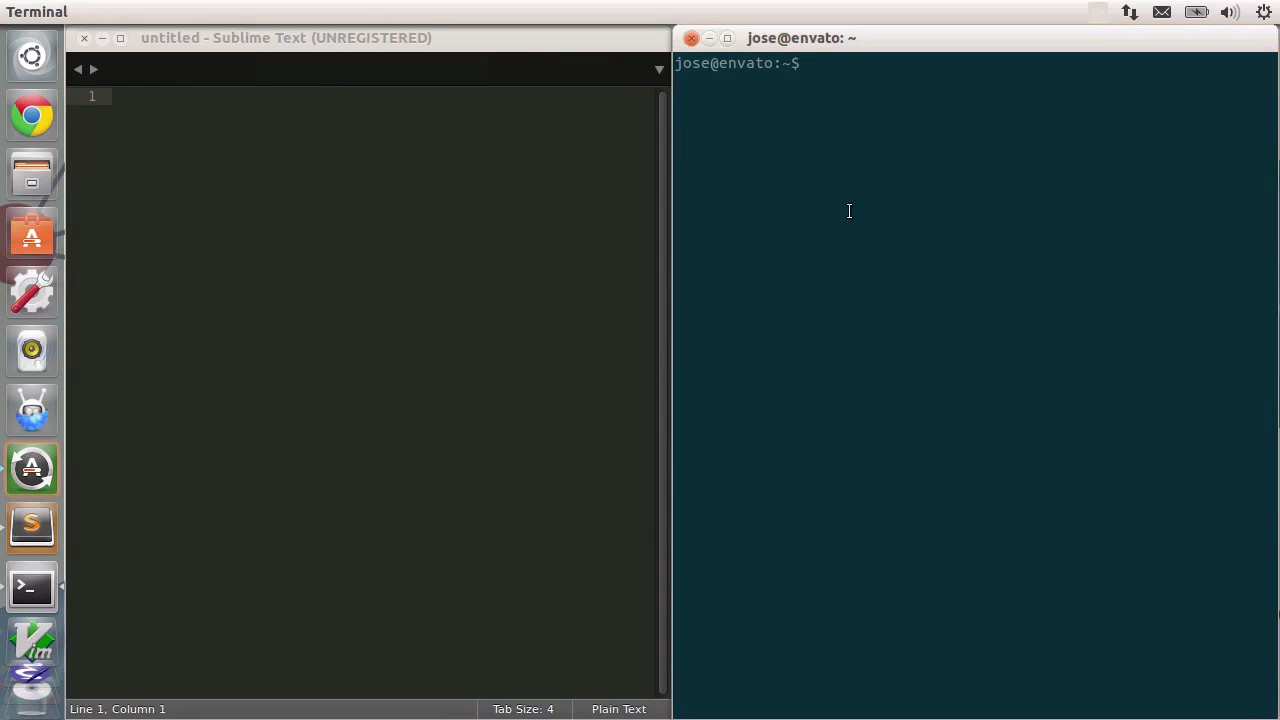 Terminal
untitled - Sublime Text (UNREGISTERED)
1
Line 1, Column 1
Tab Size: 4
Plain Text
jose@envato: ~
jose@envato:~$
A
A
S
>_
Vim